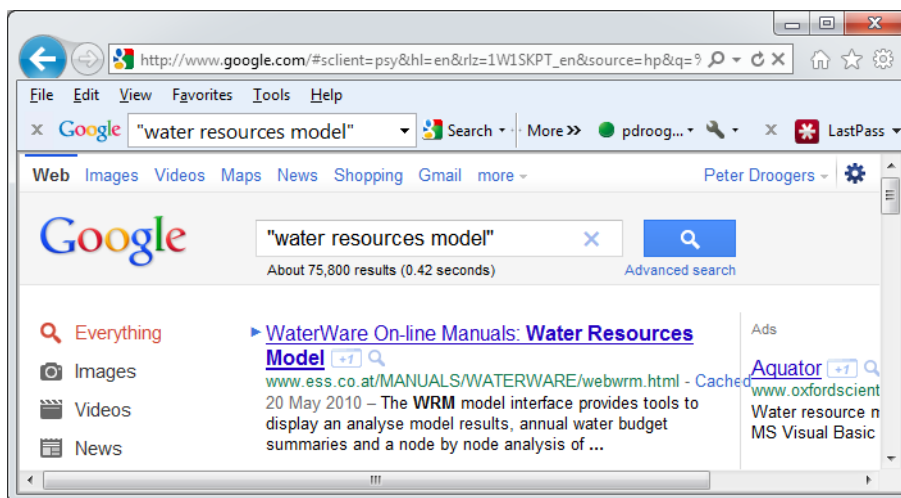 http://www.google.com/#sclient=psy&hl=en&rlz=1W1SKPT_en&source=hp&q=
File Edit View Favorites Tools Help
x Google "water resources model" Search More >> pdroog... x LastPass
Web Images Videos Maps News Shopping Gmail more Peter Droogers
Google "water resources model"
About 75,800 results (0.42 seconds) Advanced search
Everything
Images
Videos
News
WaterWare On-line Manuals: Water Resources
Model +1
www.ess.co.at/MANUALS/WATERWARE/webwrm.html - Cached
20 May 2010 – The WRM model interface provides tools to
display an analyse model results, annual water budget
summaries and a node by node analysis of ...
Ads
Aquator +1
www.oxfordscient
Water resource
MS Visual Basic